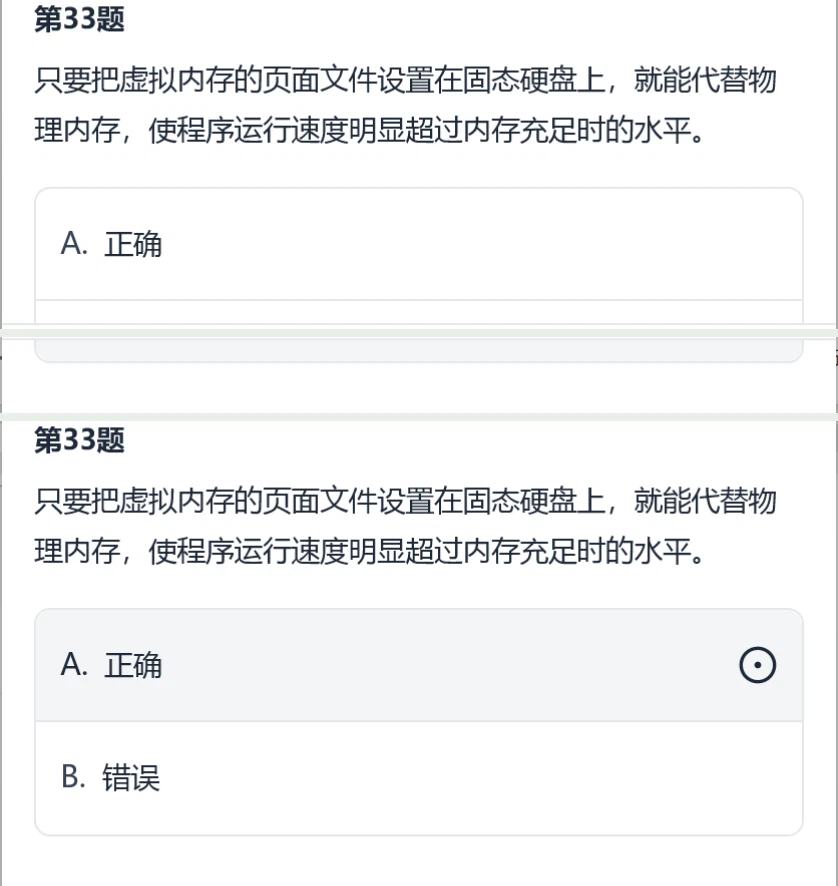 第33题
只要把虚拟内存的页面文件设置在固态硬盘上，就能代替物
理内存，使程序运行速度明显超过内存充足时的水平。
A. 正确
第33题
只要把虚拟内存的页面文件设置在固态硬盘上，就能代替物
理内存，使程序运行速度明显超过内存充足时的水平。
A. 正确
B. 错误